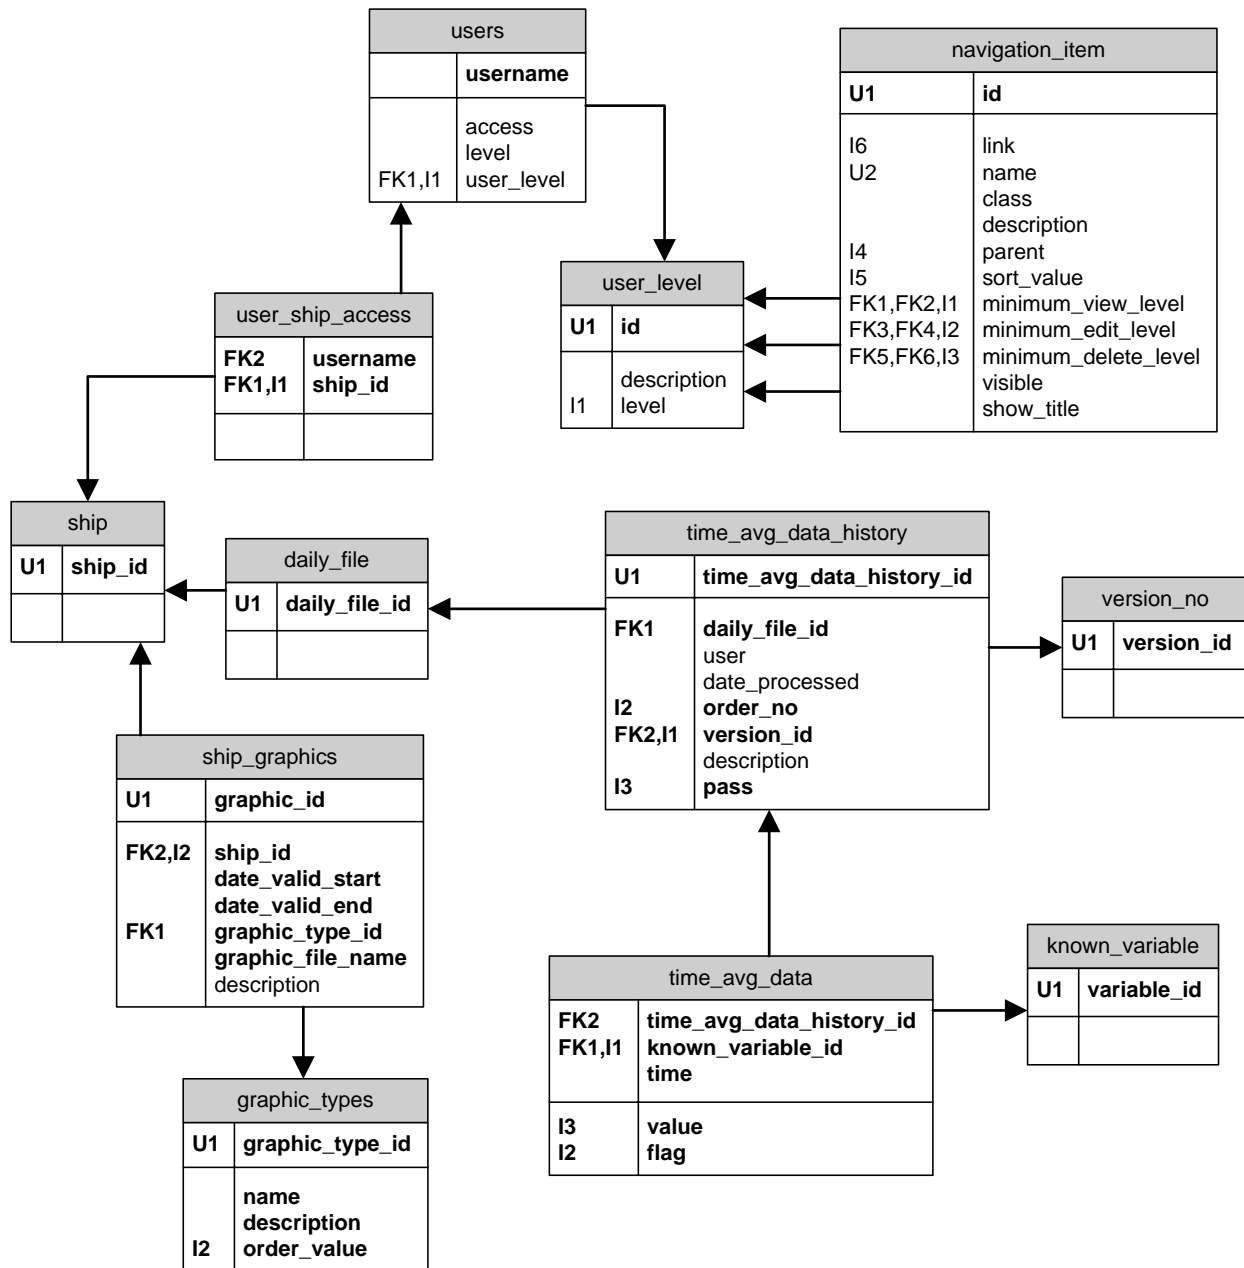 users
username
access
level
FK1,I1 user_level
navigation_item
U1 id
I6 link
U2 name
class
description
I4 parent
I5 sort_value
FK1,FK2,I1 minimum_view_level
FK3,FK4,I2 minimum_edit_level
FK5,FK6,I3 minimum_delete_level
visible
show_title
user_level
U1 id
description
I1 level
user_ship_access
FK2 username
FK1,I1 ship_id
ship
U1 ship_id
daily_file
U1 daily_file_id
time_avg_data_history
U1 time_avg_data_history_id
FK1 daily_file_id
user
date_processed
I2 order_no
FK2,I1 version_id
description
I3 pass
version_no
U1 version_id
ship_graphics
U1 graphic_id
FK2,I2 ship_id
date_valid_start
date_valid_end
FK1 graphic_type_id
graphic_file_name
description
time_avg_data
FK2 time_avg_data_history_id
FK1,I1 known_variable_id
time
I3 value
I2 flag
known_variable
U1 variable_id
graphic_types
U1 graphic_type_id
name
description
I2 order_value